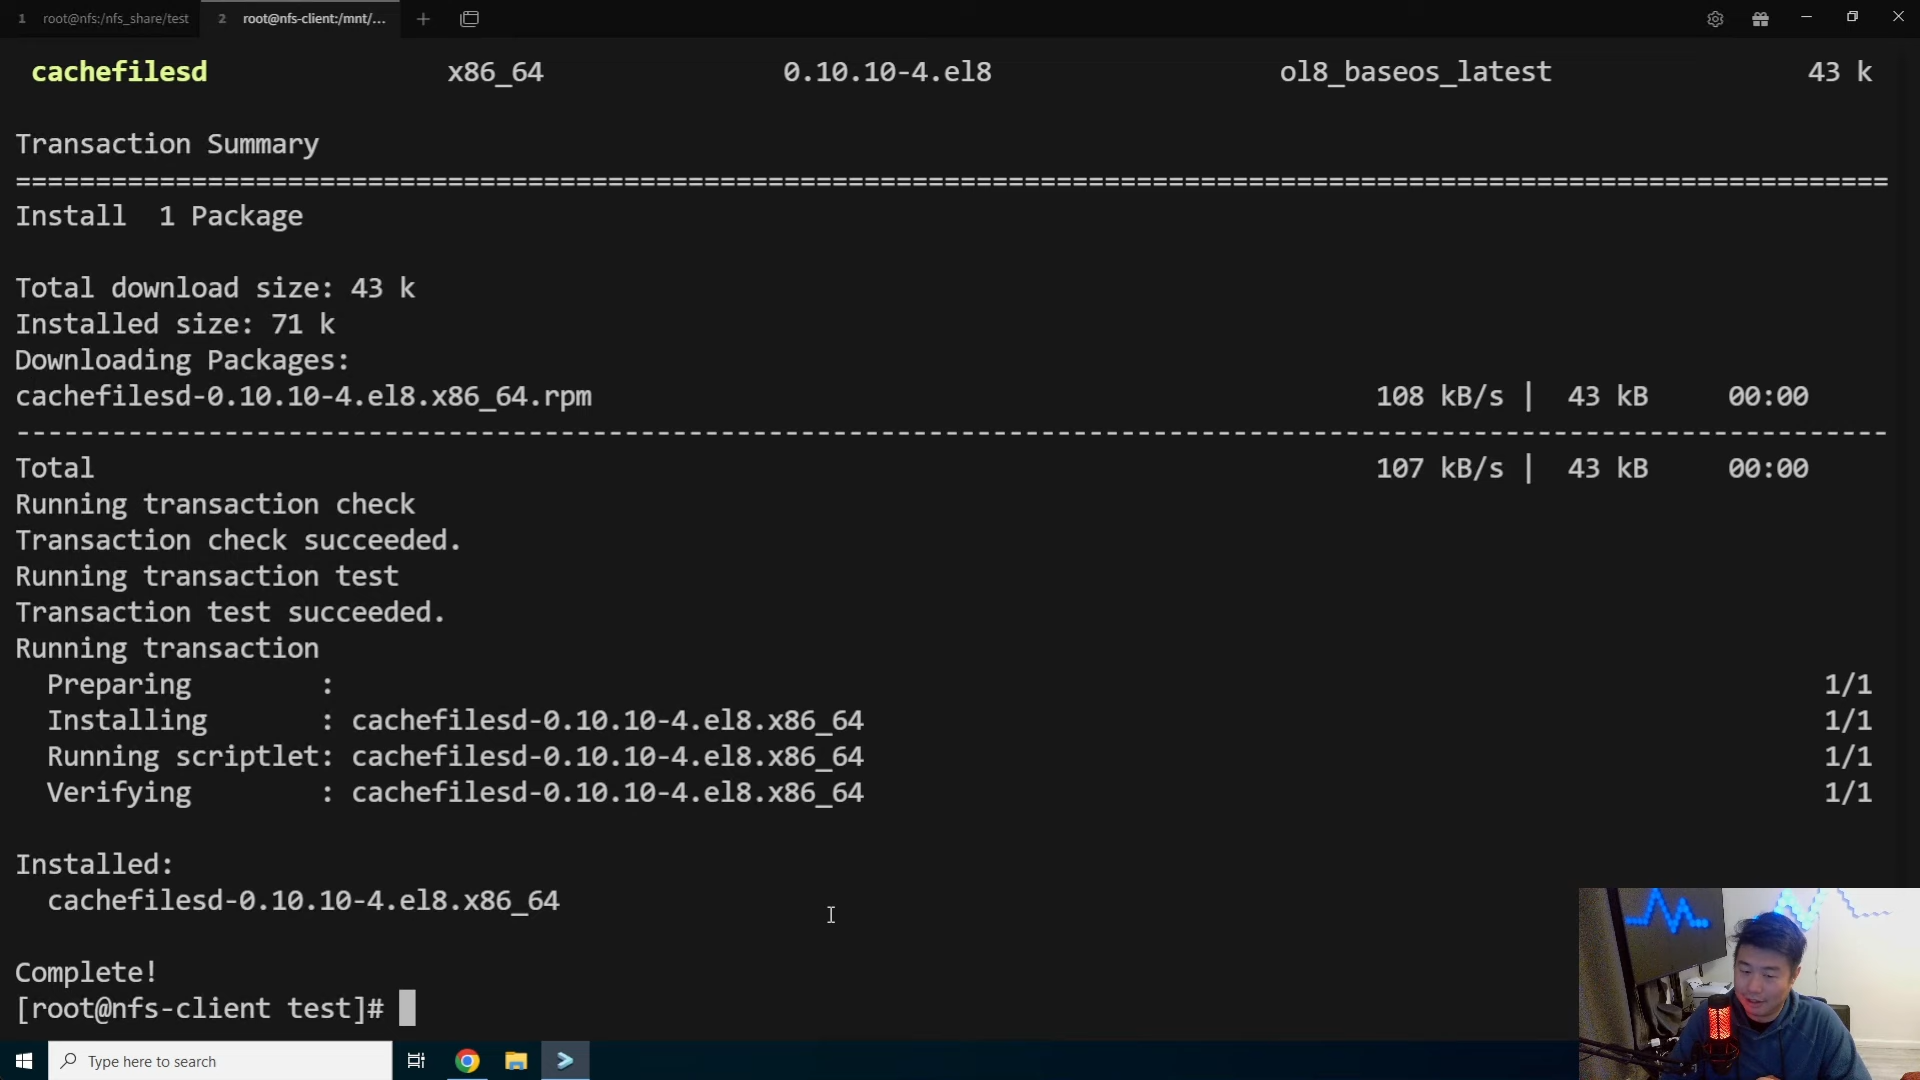 1 root@nfs:/nfs_share/test 2 root@nfs-client:/mnt/...
cachefilesd x86_64 0.10.10-4.el8 ol8_baseos_latest 43 k
Transaction Summary
=====================================================================================================================
Install 1 Package
Total download size: 43 k
Installed size: 71 k
Downloading Packages:
cachefilesd-0.10.10-4.el8.x86_64.rpm 108 kB/s | 43 kB 00:00
---------------------------------------------------------------------------------------------------------------------
Total 107 kB/s | 43 kB 00:00
Running transaction check
Transaction check succeeded.
Running transaction test
Transaction test succeeded.
Running transaction
Preparing : 1/1
Installing : cachefilesd-0.10.10-4.el8.x86_64 1/1
Running scriptlet: cachefilesd-0.10.10-4.el8.x86_64 1/1
Verifying : cachefilesd-0.10.10-4.el8.x86_64 1/1
Installed:
cachefilesd-0.10.10-4.el8.x86_64
Complete!
[root@nfs-client test]#
Type here to search